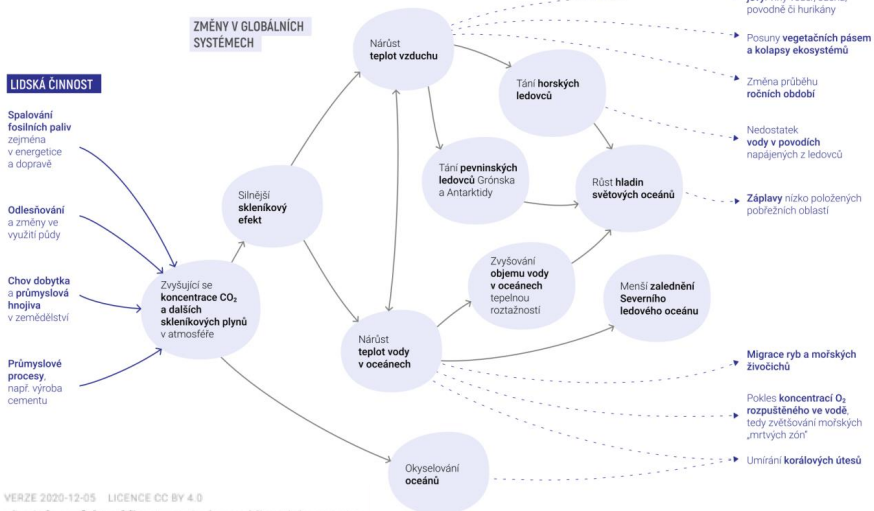 povodně či hurikány
ZMĚNY V GLOBÁLNÍCH
SYSTÉMECH
Nárůst
teplot vzduchu
Posuny vegetačních pásem
a kolapsy ekosystémů
Tání horských
ledovců
Změna průběhu
ročních období
LIDSKÁ ČINNOST
Spalování
fosilních paliv
zejména
v energetice
a dopravě
Nedostatek
vody v povodích
napájených z ledovců
Tání pevninských
ledovců Grónska
a Antarktidy
Růst hladin
světových oceánů
Silnější
skleníkový
efekt
Záplavy nízko položených
pobřežních oblastí
Odlesňování
a změny ve
využití půdy
Zvyšování
objemu vody
v oceánech
tepelnou
roztažností
Menší zalednění
Severního
ledového oceánu
Chov dobytka
a průmyslová
hnojiva
v zemědělství
Zvyšující se
koncentrace CO₂
a dalších
skleníkových plynů
v atmosféře
Nárůst
teplot vody
v oceánech
Průmyslové
procesy,
např. výroba
cementu
Migrace ryb a mořských
živočichů
Pokles koncentrací O₂
rozpuštěného ve vodě,
tedy zvětšování mořských
„mrtvých zón“
Umírání korálových útesů
Okyselování
oceánů
VERZE 2020-12-05 LICENCE CC BY 4.0